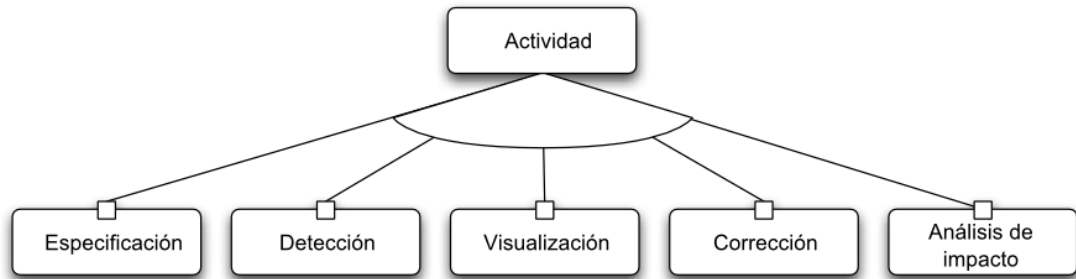 Actividad
Especificación
Detección
Visualización
Corrección
Análisis de
impacto